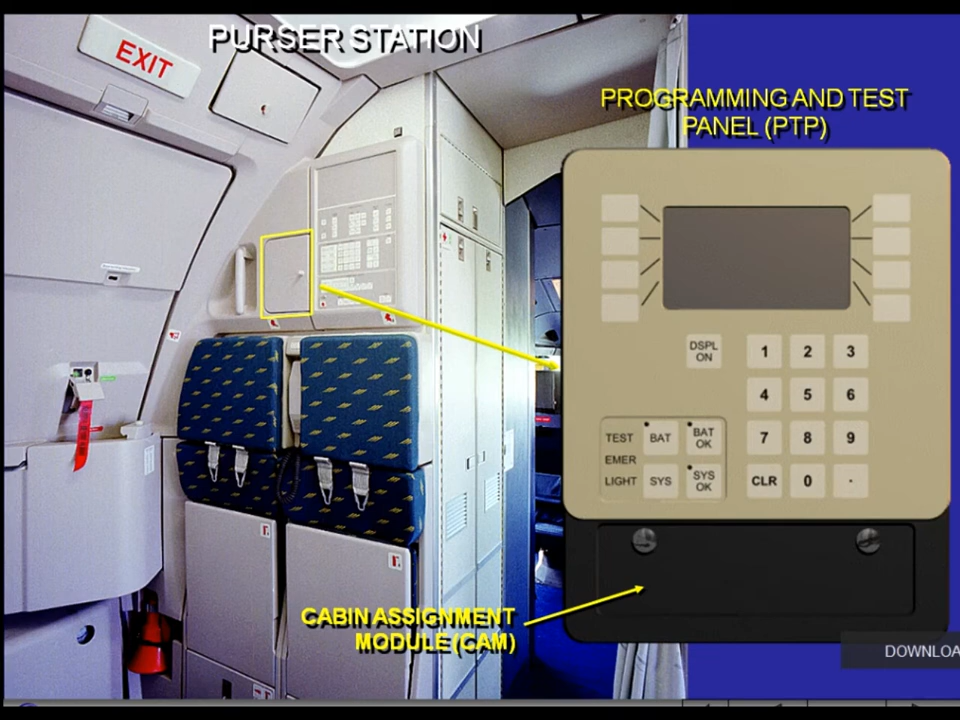 PURSER STATION
EXIT
PROGRAMMING AND TEST
PANEL (PTP)
DSPL
ON
1 2 3
4 5 6
7 8 9
CLR 0 .
TEST
EMER
LIGHT
BAT
BAT
OK
SYS
SYS
OK
CABIN ASSIGNMENT
MODULE (CAM)
DOWNLOA